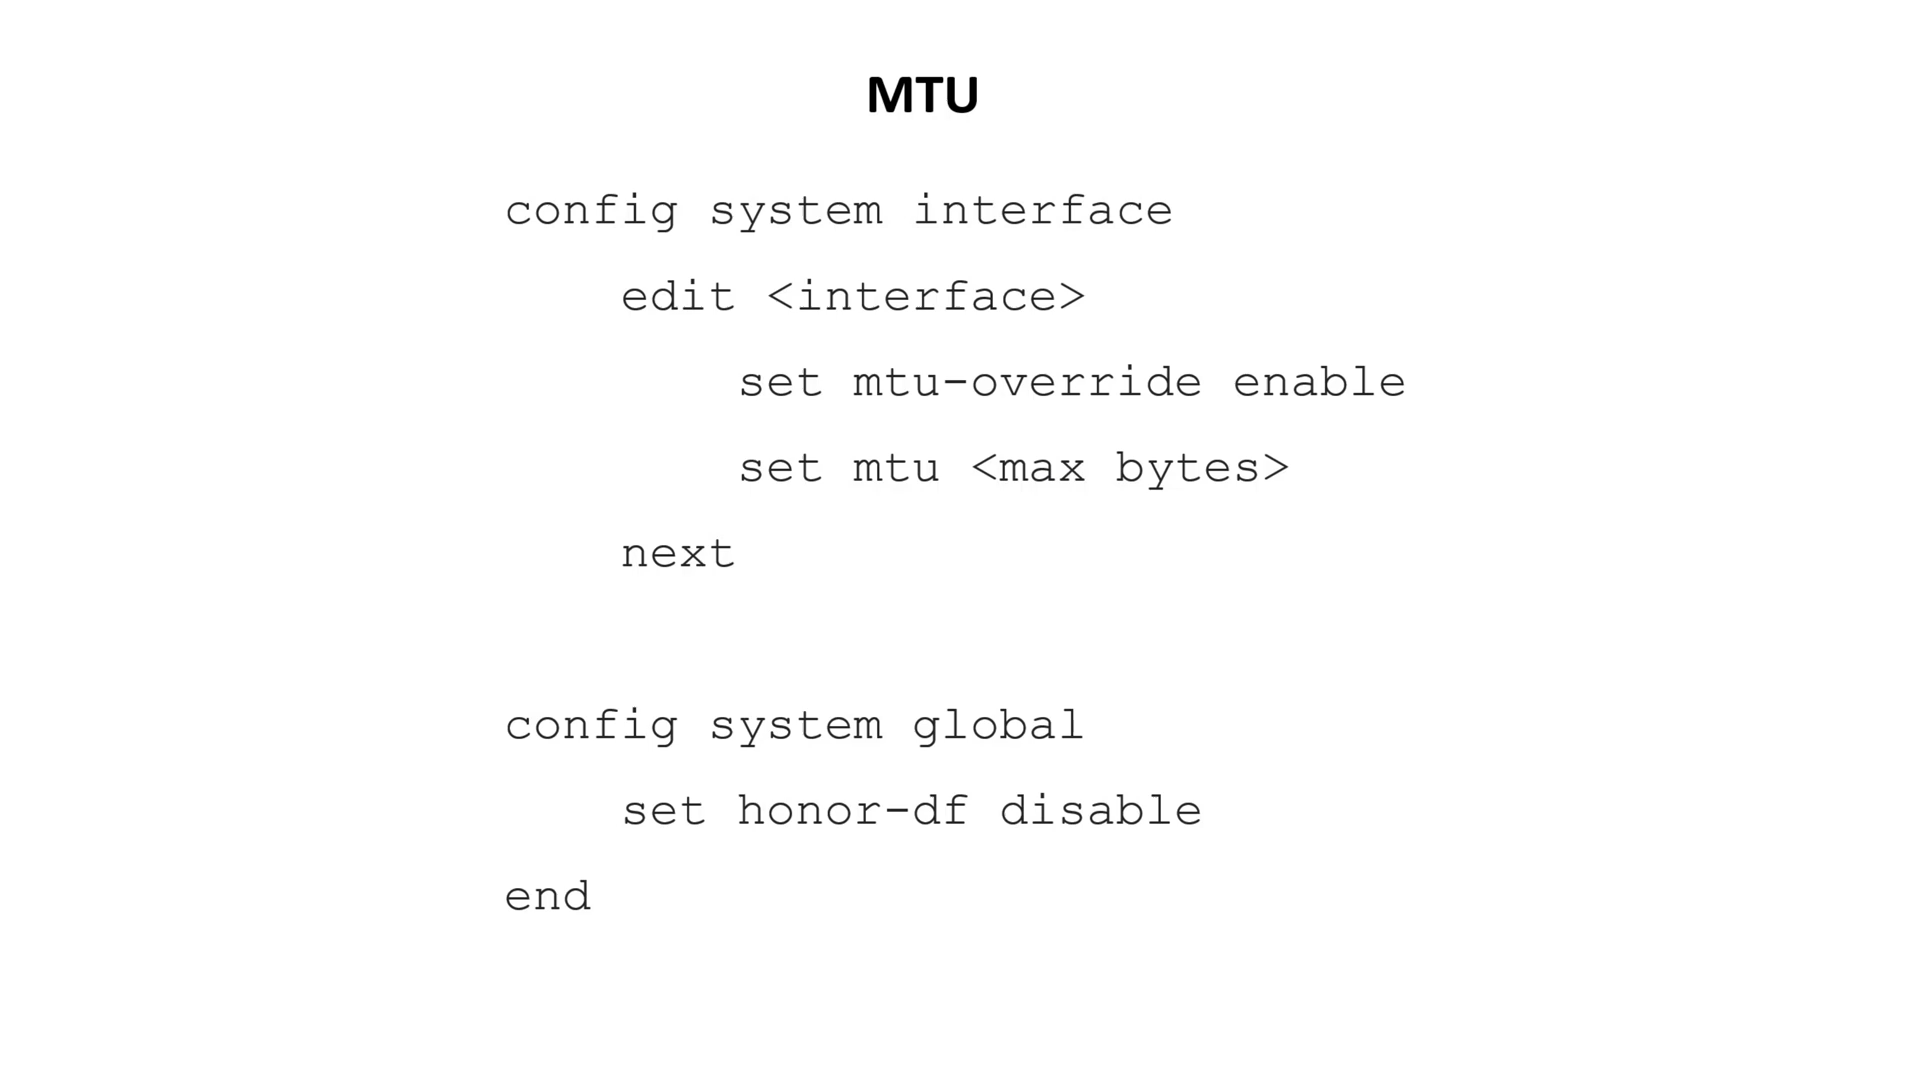 MTU
config system interface
edit <interface>
set mtu-override enable
set mtu <max bytes>
next
config system global
set honor-df disable
end